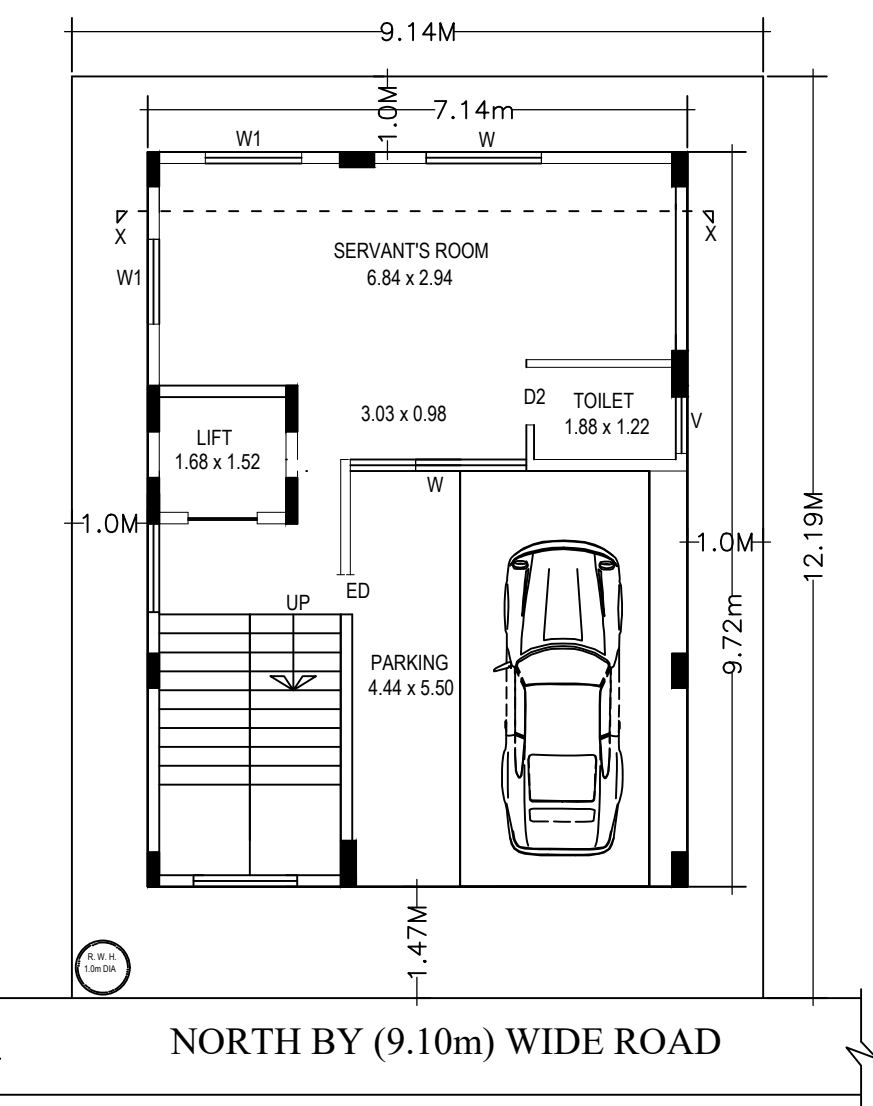 9.14M
1.0M
7.14m
W1
W
X
X
SERVANT'S ROOM
6.84 x 2.94
W1
D2
TOILET
1.88 x 1.22
V
3.03 x 0.98
LIFT
1.68 x 1.52
W
1.0M
1.0M
12.19M
ED
UP
9.72m
PARKING
4.44 x 5.50
1.47M
R. W. H.
1.0m DIA
NORTH BY (9.10m) WIDE ROAD